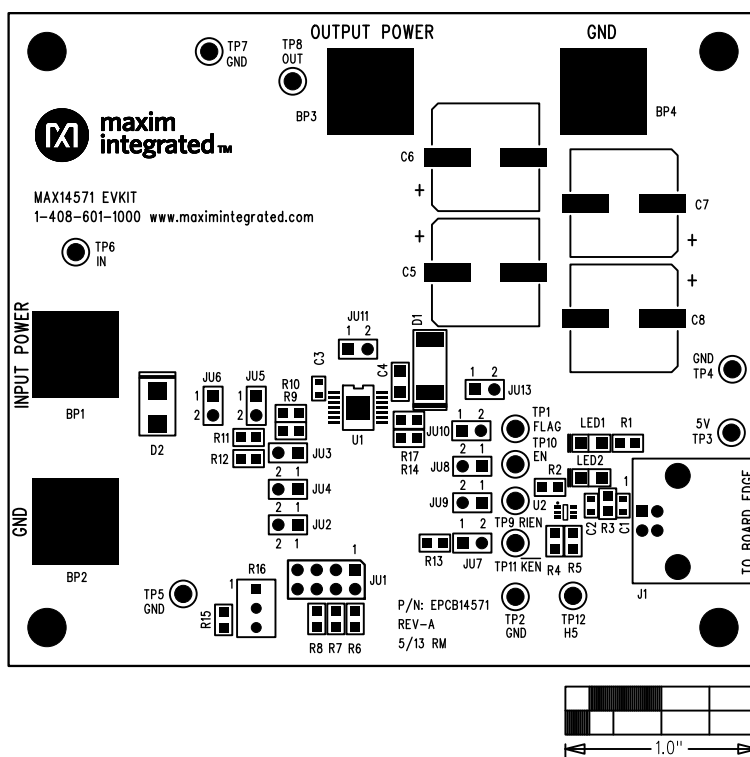 OUTPUT POWER
GND
TP7
GND
TP8
OUT
BP3
BP4
maxim
integrated™
C6
+
C7
+
MAX14571 EVKIT
1-408-601-1000 www.maximintegrated.com
TP6
IN
+
C5
+
C8
INPUT POWER
BP1
JU11
1 2
D1
C3
C4
GND
TP4
JU6
1
2
JU5
1
2
R10
R9
U1
1 2
JU13
D2
R11
R12
2 1
JU3
2 1
JU4
2 1
JU2
R17
R14
1 2
JU10
2 1
JU8
2 1
JU9
1 2
JU7
R13
TP1
FLAG
TP10
EN
TP9 RIEN
TP11 KEN
LED1
R1
LED2
R2
U2
C2
R3
C1
1
R4
R5
5V
TP3
TO BOARD EDGE
J1
GND
BP2
TP5
GND
R15
R16
1
1
JU1
R8 R7 R6
P/N: EPCB14571
REV-A
5/13 RM
TP2
GND
TP12
H5
1.0"